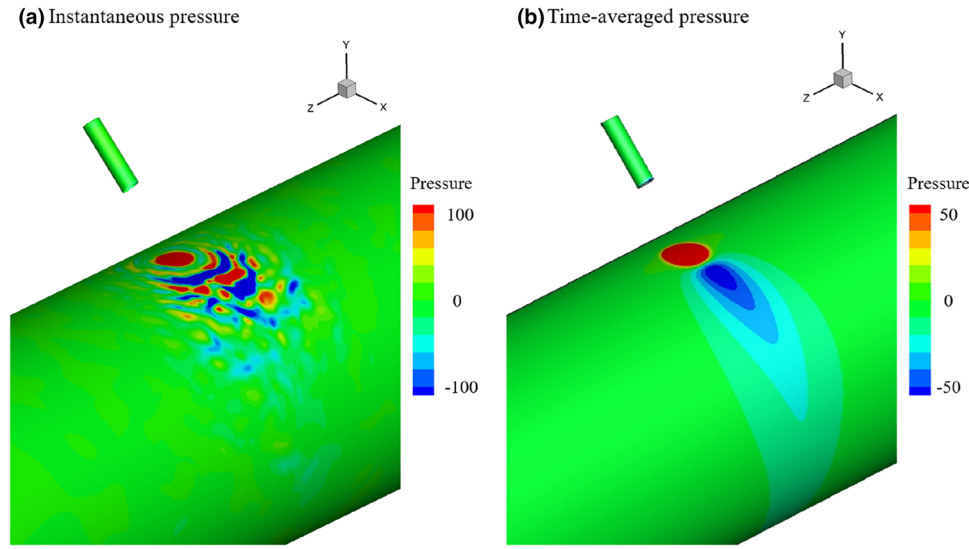 (a) Instantaneous pressure
(b) Time-averaged pressure
Y
Z
X
Y
Z
X
Pressure
100
0
-100
Pressure
50
0
-50